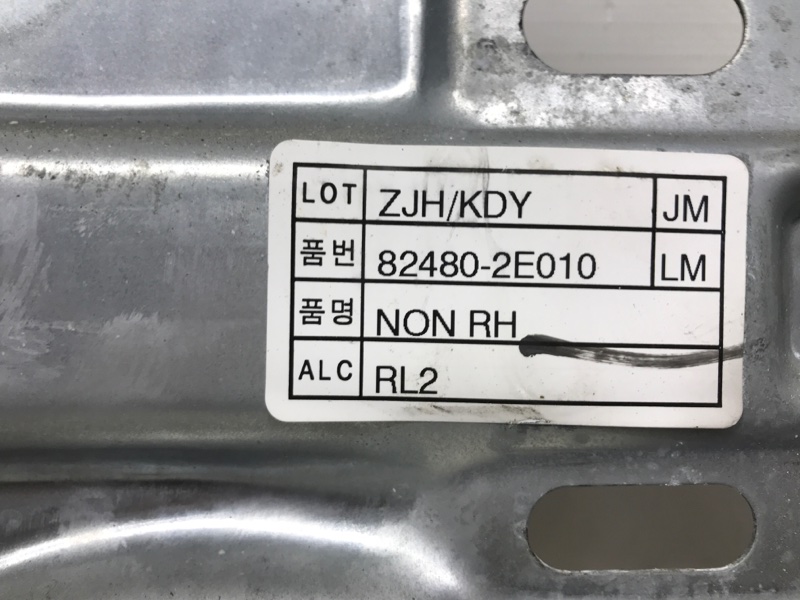 LOT ZJH/KDY JM
품번 82480-2E010 LM
품명 NON RH
ALC RL2